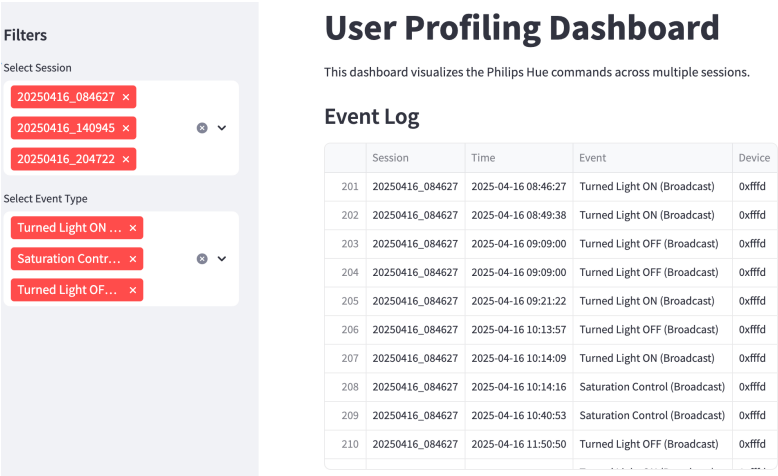 Filters
Select Session
20250416_084627 ×
20250416_140945 ×
20250416_204722 ×
Select Event Type
Turned Light ON ... ×
Saturation Contr... ×
Turned Light OF... ×
User Profiling Dashboard
This dashboard visualizes the Philips Hue commands across multiple sessions.
Event Log
Session Time Event Device
201 20250416_084627 2025-04-16 08:46:27 Turned Light ON (Broadcast) 0xfffd
202 20250416_084627 2025-04-16 08:49:38 Turned Light ON (Broadcast) 0xfffd
203 20250416_084627 2025-04-16 09:09:00 Turned Light OFF (Broadcast) 0xfffd
204 20250416_084627 2025-04-16 09:09:00 Turned Light OFF (Broadcast) 0xfffd
205 20250416_084627 2025-04-16 09:21:22 Turned Light ON (Broadcast) 0xfffd
206 20250416_084627 2025-04-16 10:13:57 Turned Light OFF (Broadcast) 0xfffd
207 20250416_084627 2025-04-16 10:14:09 Turned Light ON (Broadcast) 0xfffd
208 20250416_084627 2025-04-16 10:14:16 Saturation Control (Broadcast) 0xfffd
209 20250416_084627 2025-04-16 10:40:53 Saturation Control (Broadcast) 0xfffd
210 20250416_084627 2025-04-16 11:50:50 Turned Light OFF (Broadcast) 0xfffd